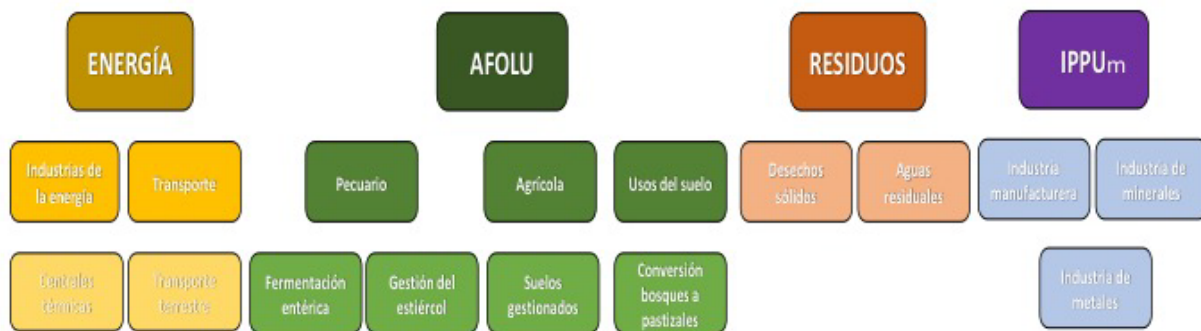 ENERGÍA
AFOLU
RESIDUOS
IPPUm
Industrias de
la energía
Transporte
Pecuario
Agrícola
Usos del suelo
Desechos
sólidos
Aguas
residuales
Industria
manufacturera
Industria de
minerales
Centrales
térmicas
Transporte
terrestre
Fermentación
entérica
Gestión del
estiércol
Suelos
gestionados
Conversión
bosques a
pastizales
Industria de
metales